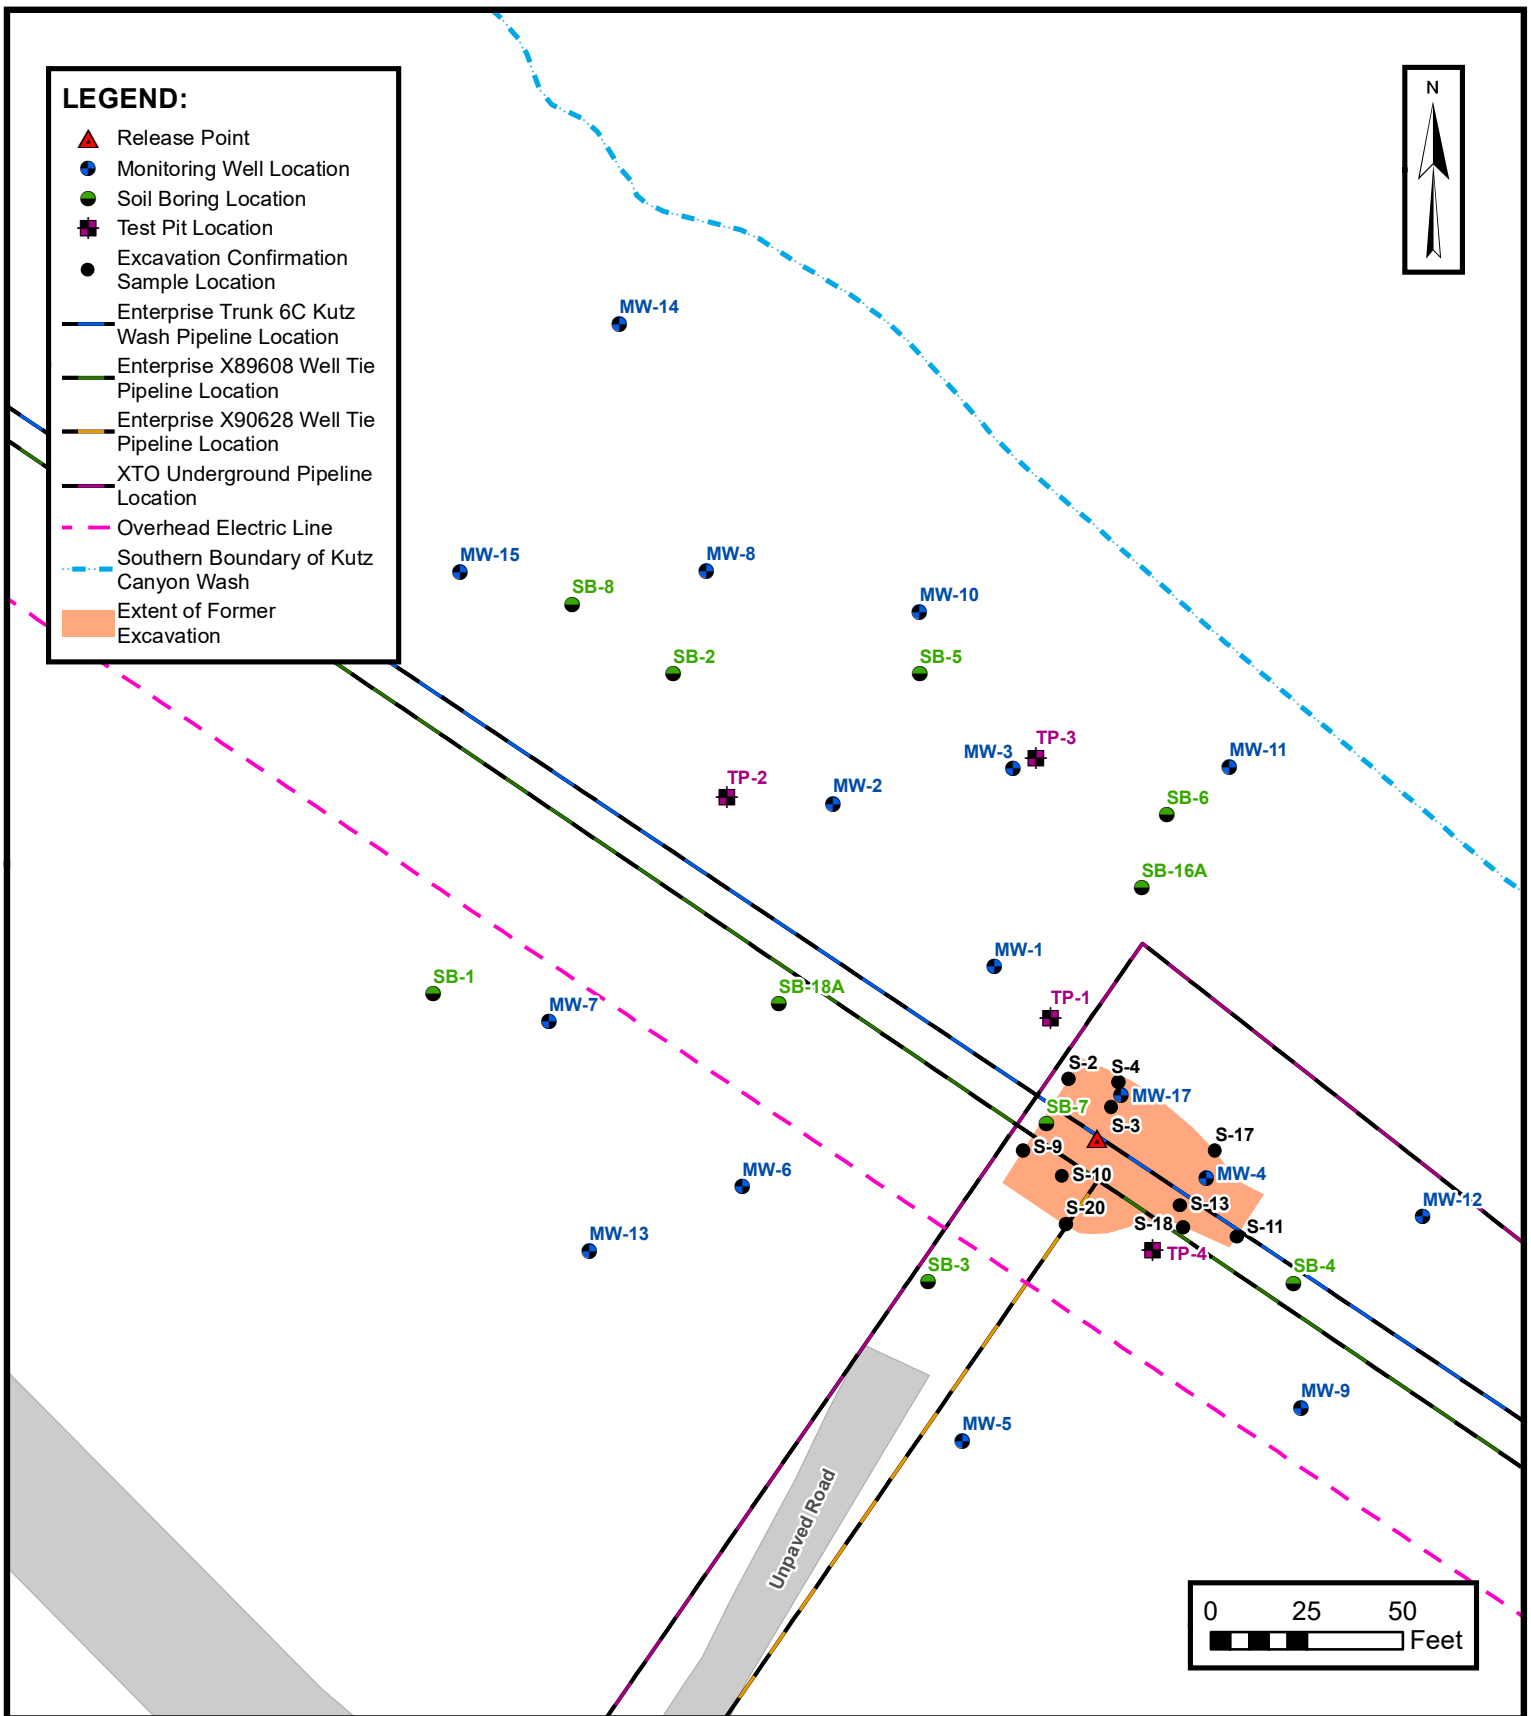 LEGEND:
Release Point
Monitoring Well Location
Soil Boring Location
Test Pit Location
Excavation Confirmation
Sample Location
Enterprise Trunk 6C Kutz
Wash Pipeline Location
Enterprise X89608 Well Tie
Pipeline Location
Enterprise X90628 Well Tie
Pipeline Location
XTO Underground Pipeline
Location
Overhead Electric Line
Southern Boundary of Kutz
Canyon Wash
Extent of Former
Excavation
N
MW-14
MW-15
MW-8
SB-8
MW-10
SB-2
SB-5
TP-3
MW-3
MW-11
TP-2
MW-2
SB-6
SB-16A
MW-1
SB-1
SB-18A
MW-7
TP-1
S-2
S-4
MW-17
SB-7
S-3
S-17
S-9
S-10
MW-4
MW-6
MW-12
S-20
S-13
S-18
S-11
MW-13
TP-4
SB-3
SB-4
MW-9
MW-5
Unpaved Road
0 25 50
Feet